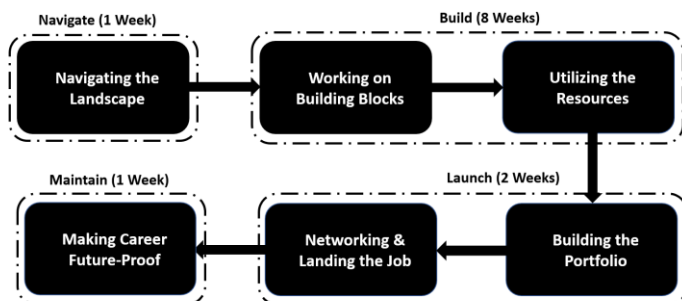 Navigate (1 Week)
Build (8 Weeks)
Navigating the
Landscape
Working on
Building Blocks
Utilizing the
Resources
Maintain (1 Week)
Launch (2 Weeks)
Making Career
Future-Proof
Networking &
Landing the Job
Building the
Portfolio